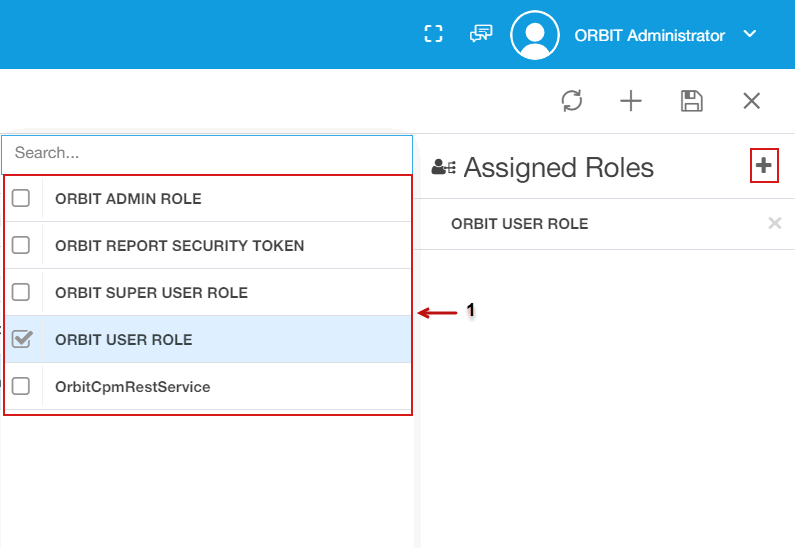 ORBIT Administrator
Search...
Assigned Roles
ORBIT ADMIN ROLE
ORBIT USER ROLE
ORBIT REPORT SECURITY TOKEN
ORBIT SUPER USER ROLE
1
ORBIT USER ROLE
OrbitCpmRestService